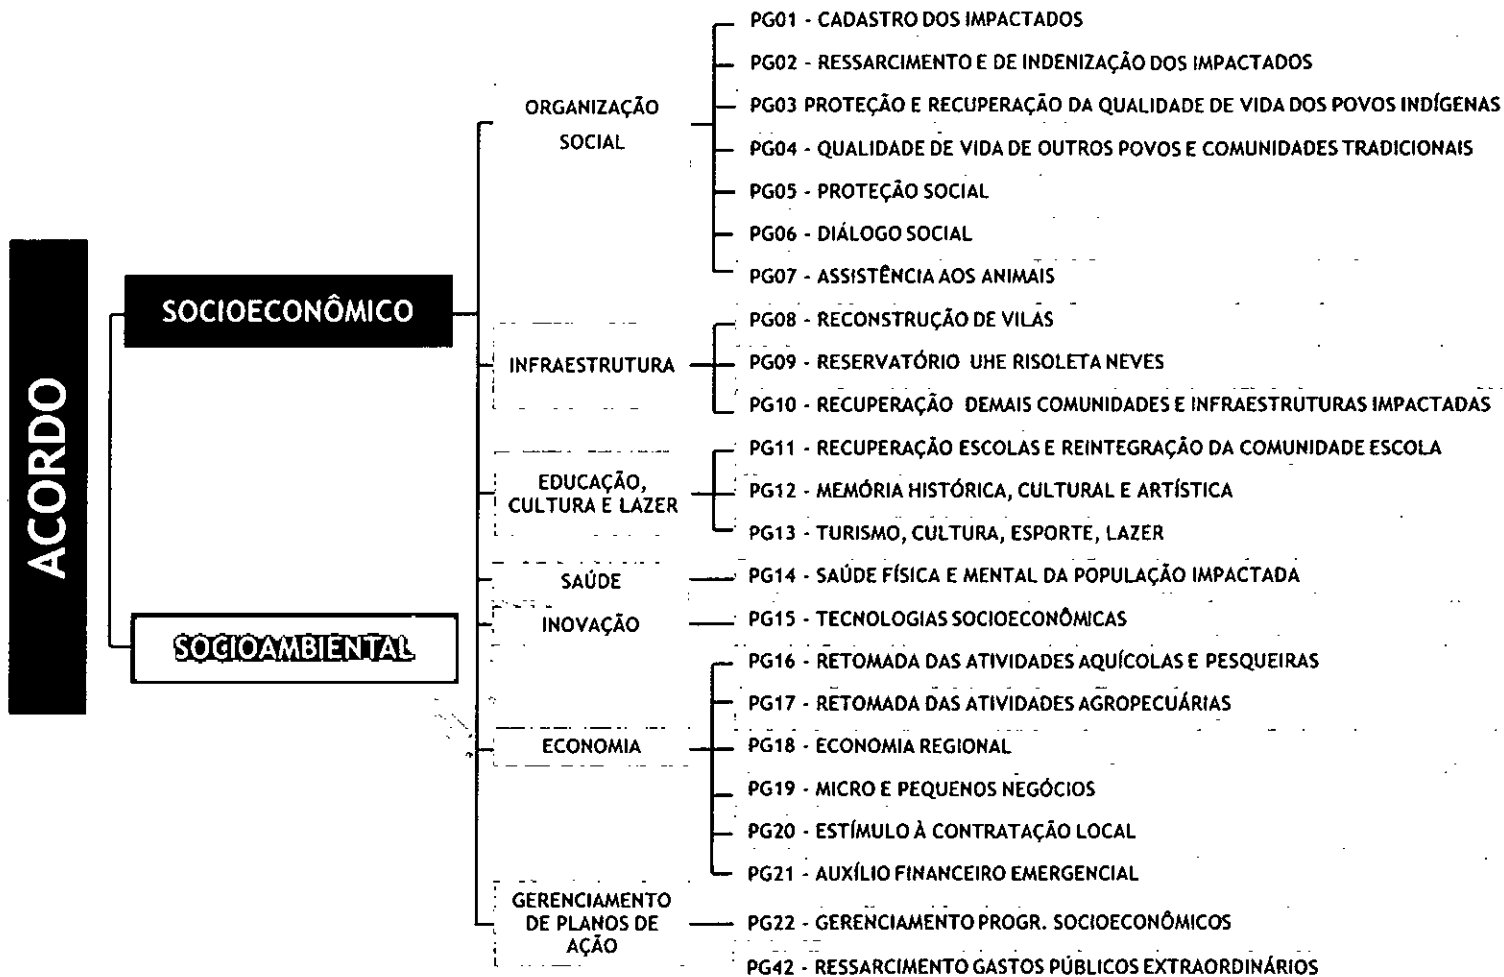 ACORDO
SOCIOECONÔMICO
SOCIOAMBIENTAL
ORGANIZAÇÃO
SOCIAL
PG01 - CADASTRO DOS IMPACTADOS
PG02 - RESSARCIMENTO E DE INDENIZAÇÃO DOS IMPACTADOS
PG03 PROTEÇÃO E RECUPERAÇÃO DA QUALIDADE DE VIDA DOS POVOS INDÍGENAS
PG04 - QUALIDADE DE VIDA DE OUTROS POVOS E COMUNIDADES TRADICIONAIS
PG05 - PROTEÇÃO SOCIAL
PG06 - DIÁLOGO SOCIAL
PG07 - ASSISTÊNCIA AOS ANIMAIS
INFRAESTRUTURA
PG08 - RECONSTRUÇÃO DE VILAS
PG09 - RESERVATÓRIO UHE RISOLETA NEVES
PG10 - RECUPERAÇÃO DEMAIS COMUNIDADES E INFRAESTRUTURAS IMPACTADAS
EDUCAÇÃO,
CULTURA E LAZER
PG11 - RECUPERAÇÃO ESCOLAS E REINTEGRAÇÃO DA COMUNIDADE ESCOLA
PG12 - MEMÓRIA HISTÓRICA, CULTURAL E ARTÍSTICA
PG13 - TURISMO, CULTURA, ESPORTE, LAZER
SAÚDE
PG14 - SAÚDE FÍSICA E MENTAL DA POPULAÇÃO IMPACTADA
INOVAÇÃO
PG15 - TECNOLOGIAS SOCIOECONÔMICAS
ECONOMIA
PG16 - RETOMADA DAS ATIVIDADES AQUÍCOLAS E PESQUEIRAS
PG17 - RETOMADA DAS ATIVIDADES AGROPECUÁRIAS
PG18 - ECONOMIA REGIONAL
PG19 - MICRO E PEQUENOS NEGÓCIOS
PG20 - ESTÍMULO À CONTRATAÇÃO LOCAL
PG21 - AUXÍLIO FINANCEIRO EMERGENCIAL
GERENCIAMENTO
DE PLANOS DE
AÇÃO
PG22 - GERENCIAMENTO PROGR. SOCIOECONÔMICOS
PG42 - RESSARCIMENTO GASTOS PÚBLICOS EXTRAORDINÁRIOS